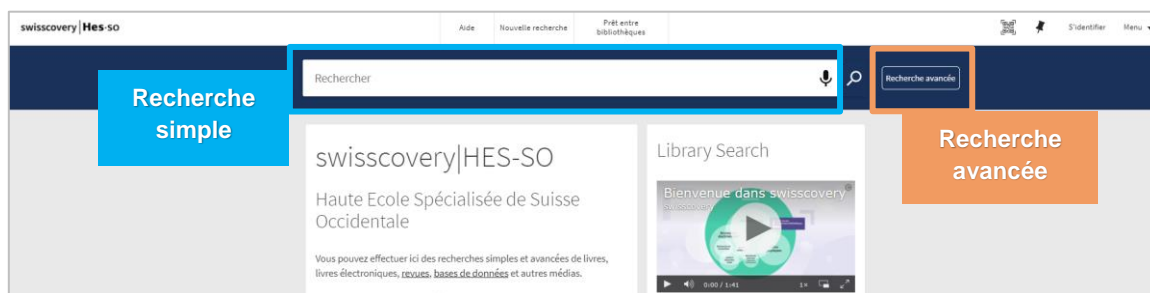 swisscovery|Hes-so
Aide
Nouvelle recherche
Prêt entre
bibliothèques
S'identifier
Menu
Rechercher
Recherche avancée
Recherche
simple
Recherche
avancée
swisscovery|HES-SO
Haute Ecole Spécialisée de Suisse
Occidentale
Vous pouvez effectuer ici des recherches simples et avancées de livres,
livres électroniques, revues, bases de données et autres médias.
Library Search
Bienvenue dans swisscovery
0:00 / 1:41
1x